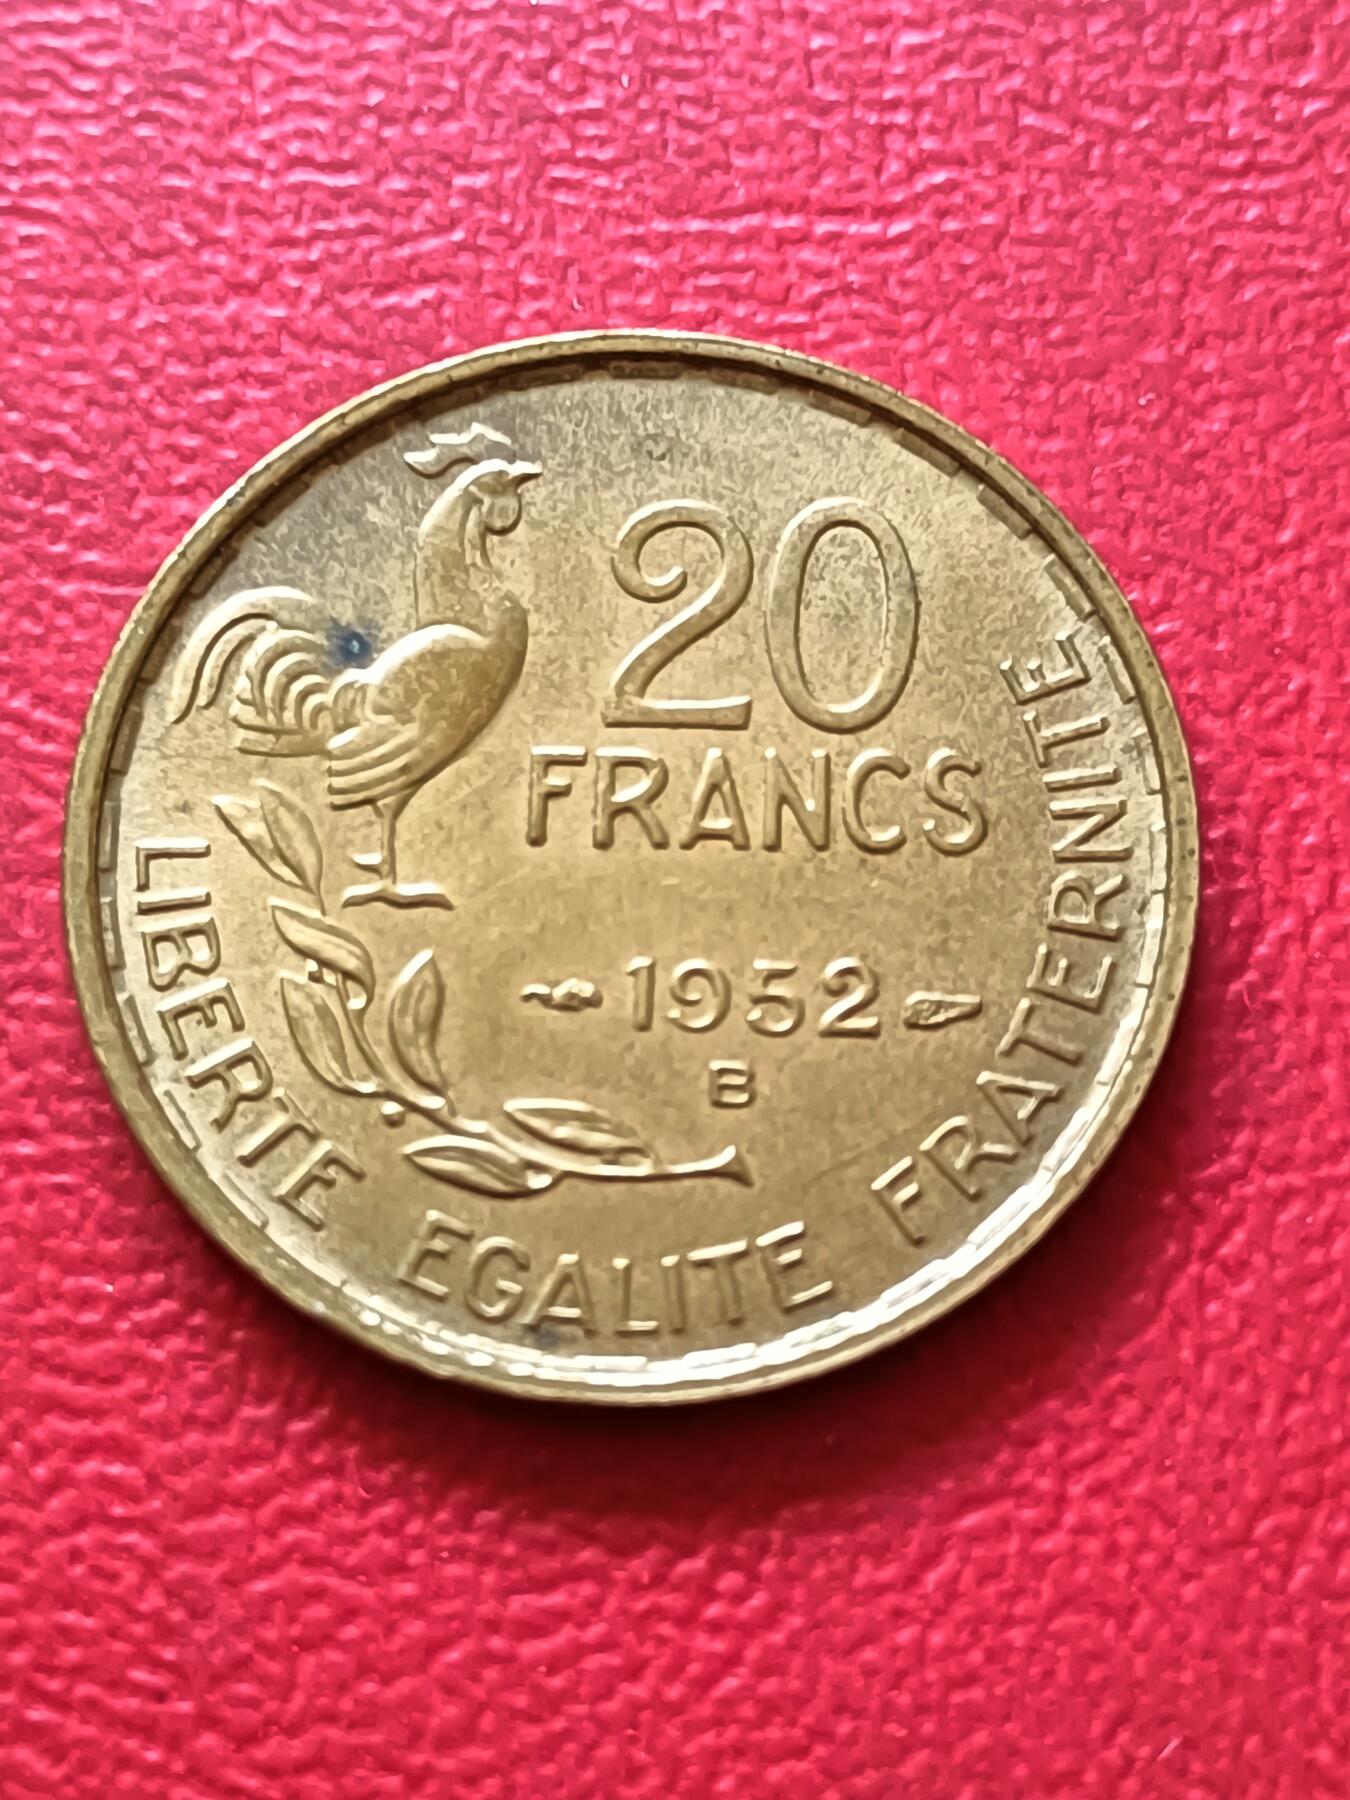 20
FRANCS
1952
B
LIBERTE EGALITE FRATERNITE